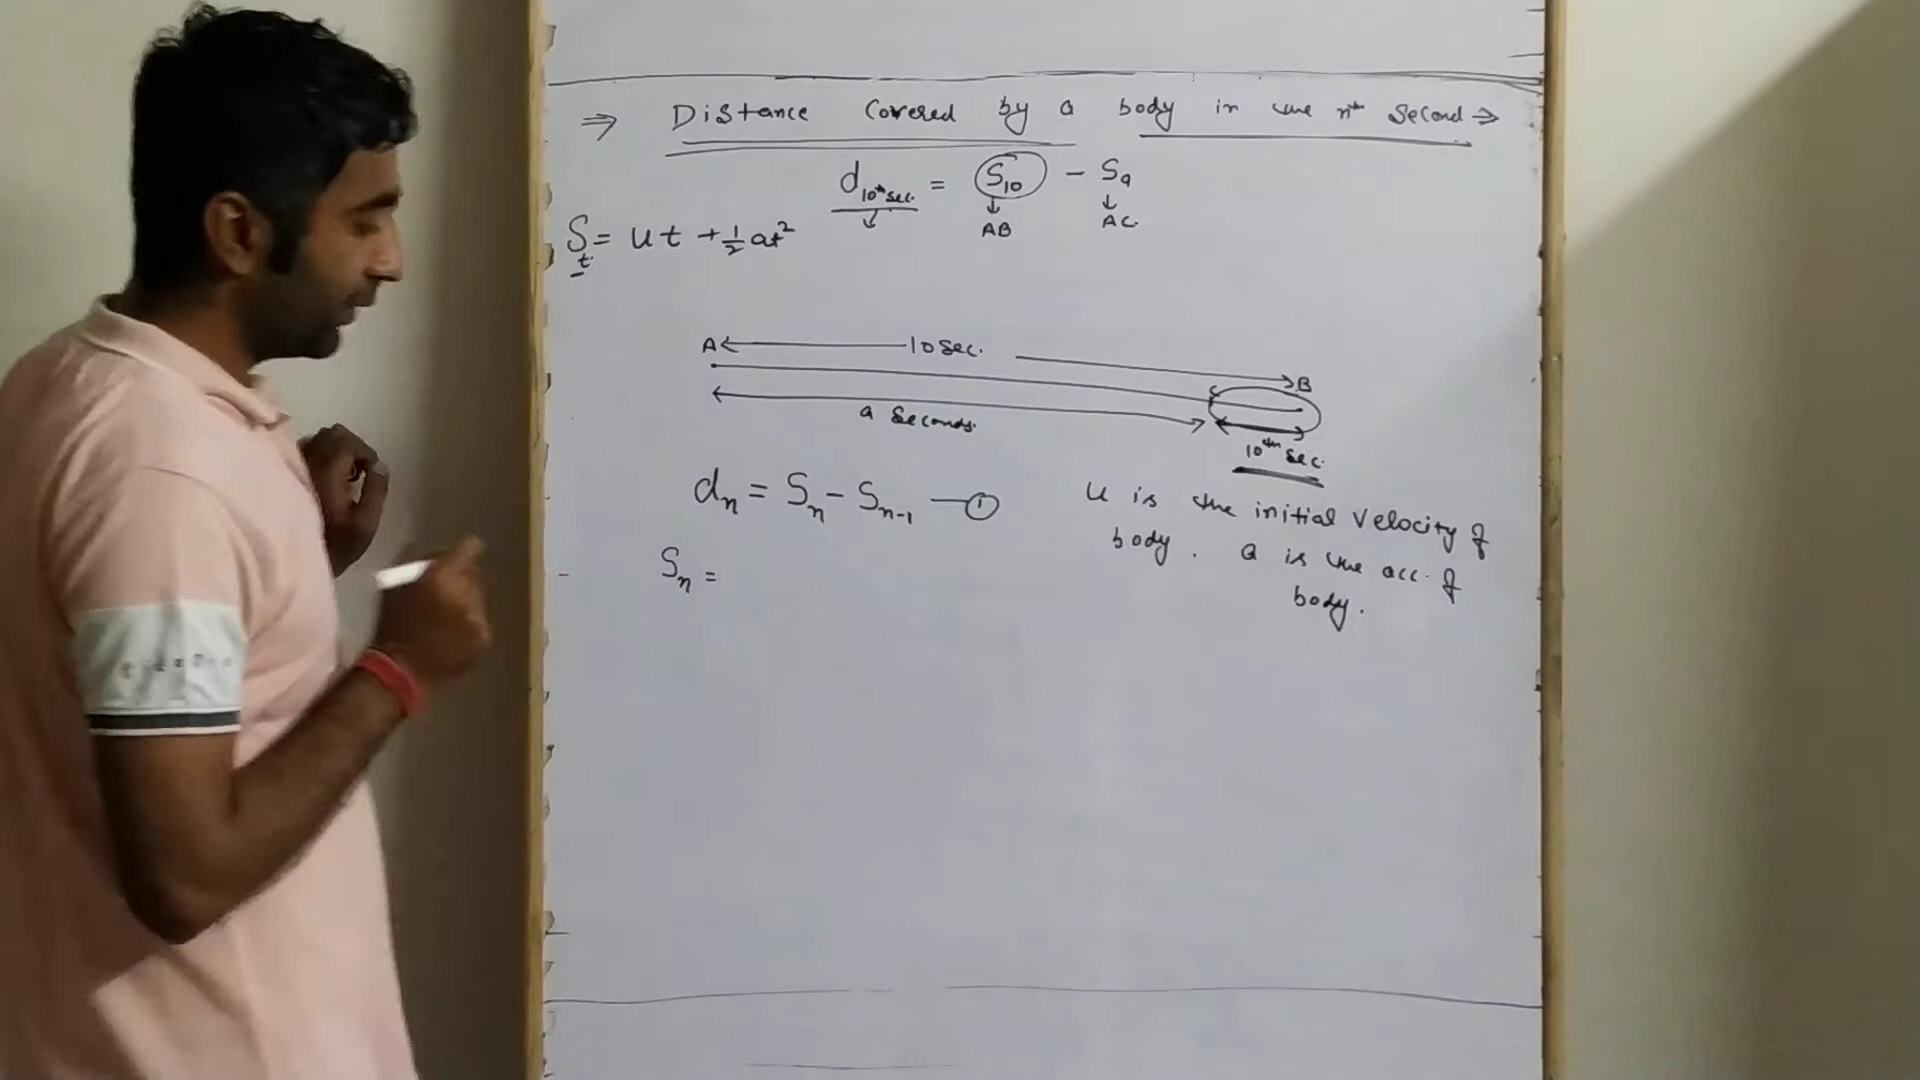 ⇒ Distance Covered by a body in the nth Second →
d10th sec. = S10 - S9
↓ ↓ ↓
AB AC
St = ut + 1/2 at²
A 10 Sec. B
C
9 Seconds.
10th Sec.
dn = Sn - Sn-1 — ①
u is the initial Velocity of
body. a is the acc. of
body.
Sn =